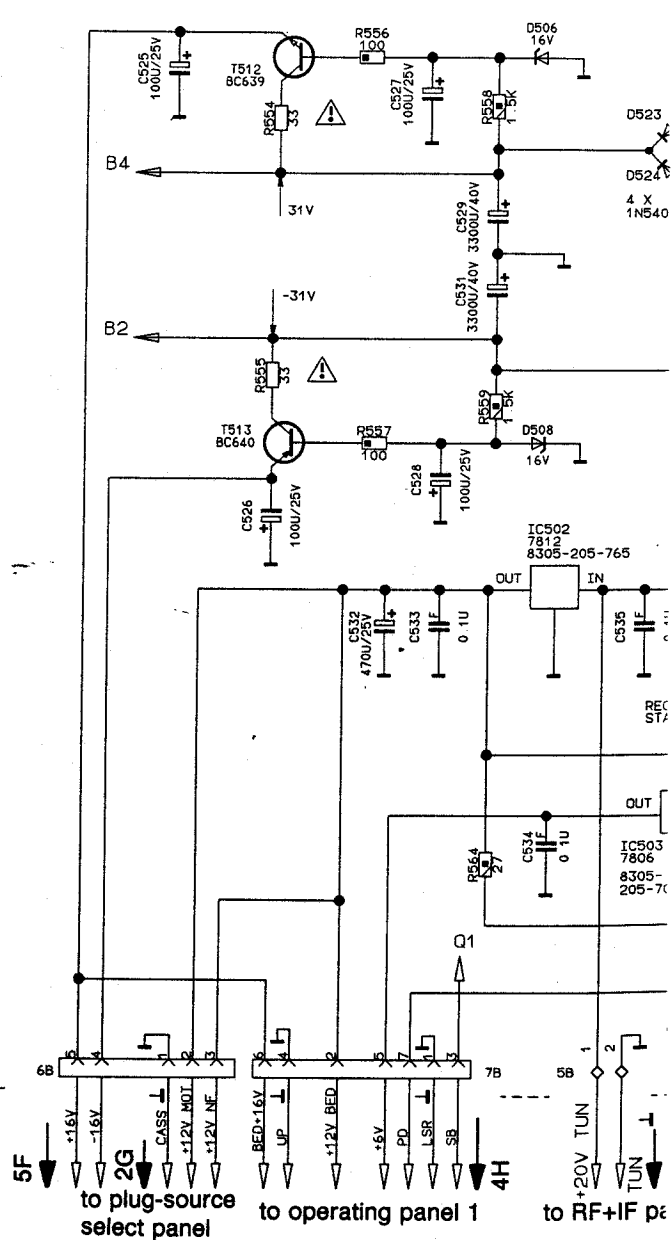 C525
100U/25V
T512
BC639
R554
33
R556
100
C527
100U/25V
D506
16V
R558
1.5K
D523
D524
4 X
1N540
B4
31V
C529
3300U/40V
C531
3300U/40V
-31V
B2
R555
33
T513
BC640
R557
100
R559
1.5K
D508
16V
C526
100U/25V
C528
100U/25V
IC502
7812
8305-205-765
OUT
IN
C532
470U/25V
C533
F
0.1U
C535
F
OUT
C534
F
0.1U
IC503
7806
8305-
R564
27
Q1
6B
5
4
1
2
3
6
4
2
5
7
1
3
7B
5B
1
2
+16V
-16V
CASS
+12V MOT
+12V NF
BED+16V
UP
+12V BED
+6V
PD
LSR
SB
+20V TUN
TUN
5F
2G
4H
to plug-source
select panel
to operating panel 1
to RF+IF